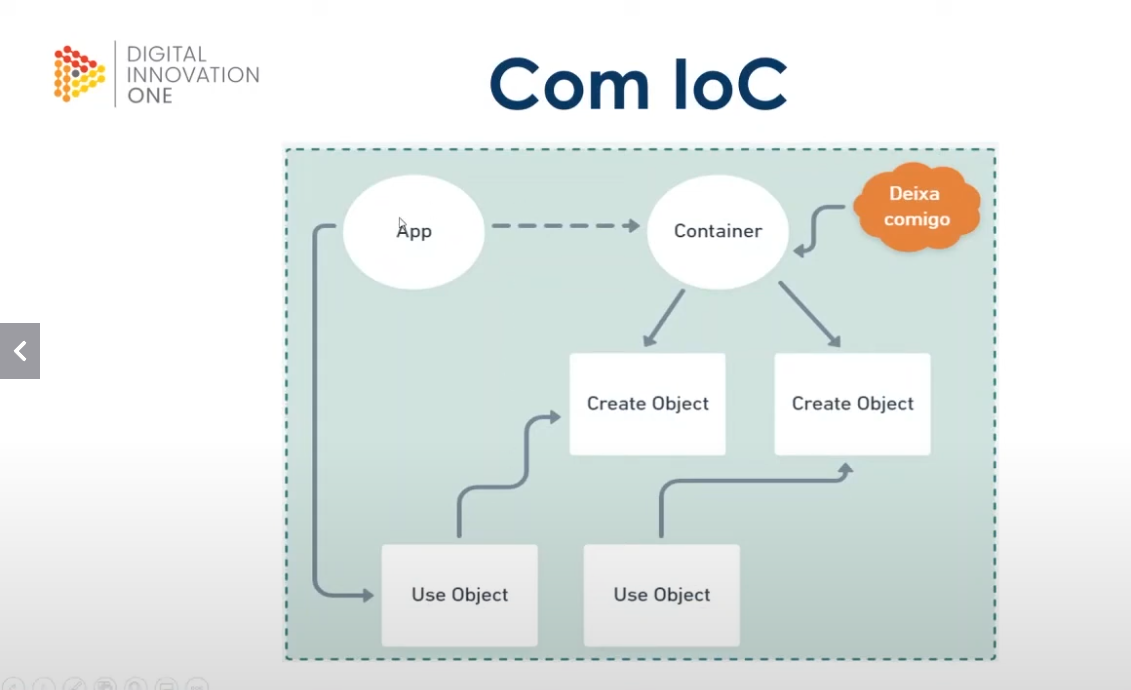 DIGITAL
INNOVATION
ONE
Com IoC
App
Container
Deixa
comigo
Create Object
Create Object
Use Object
Use Object